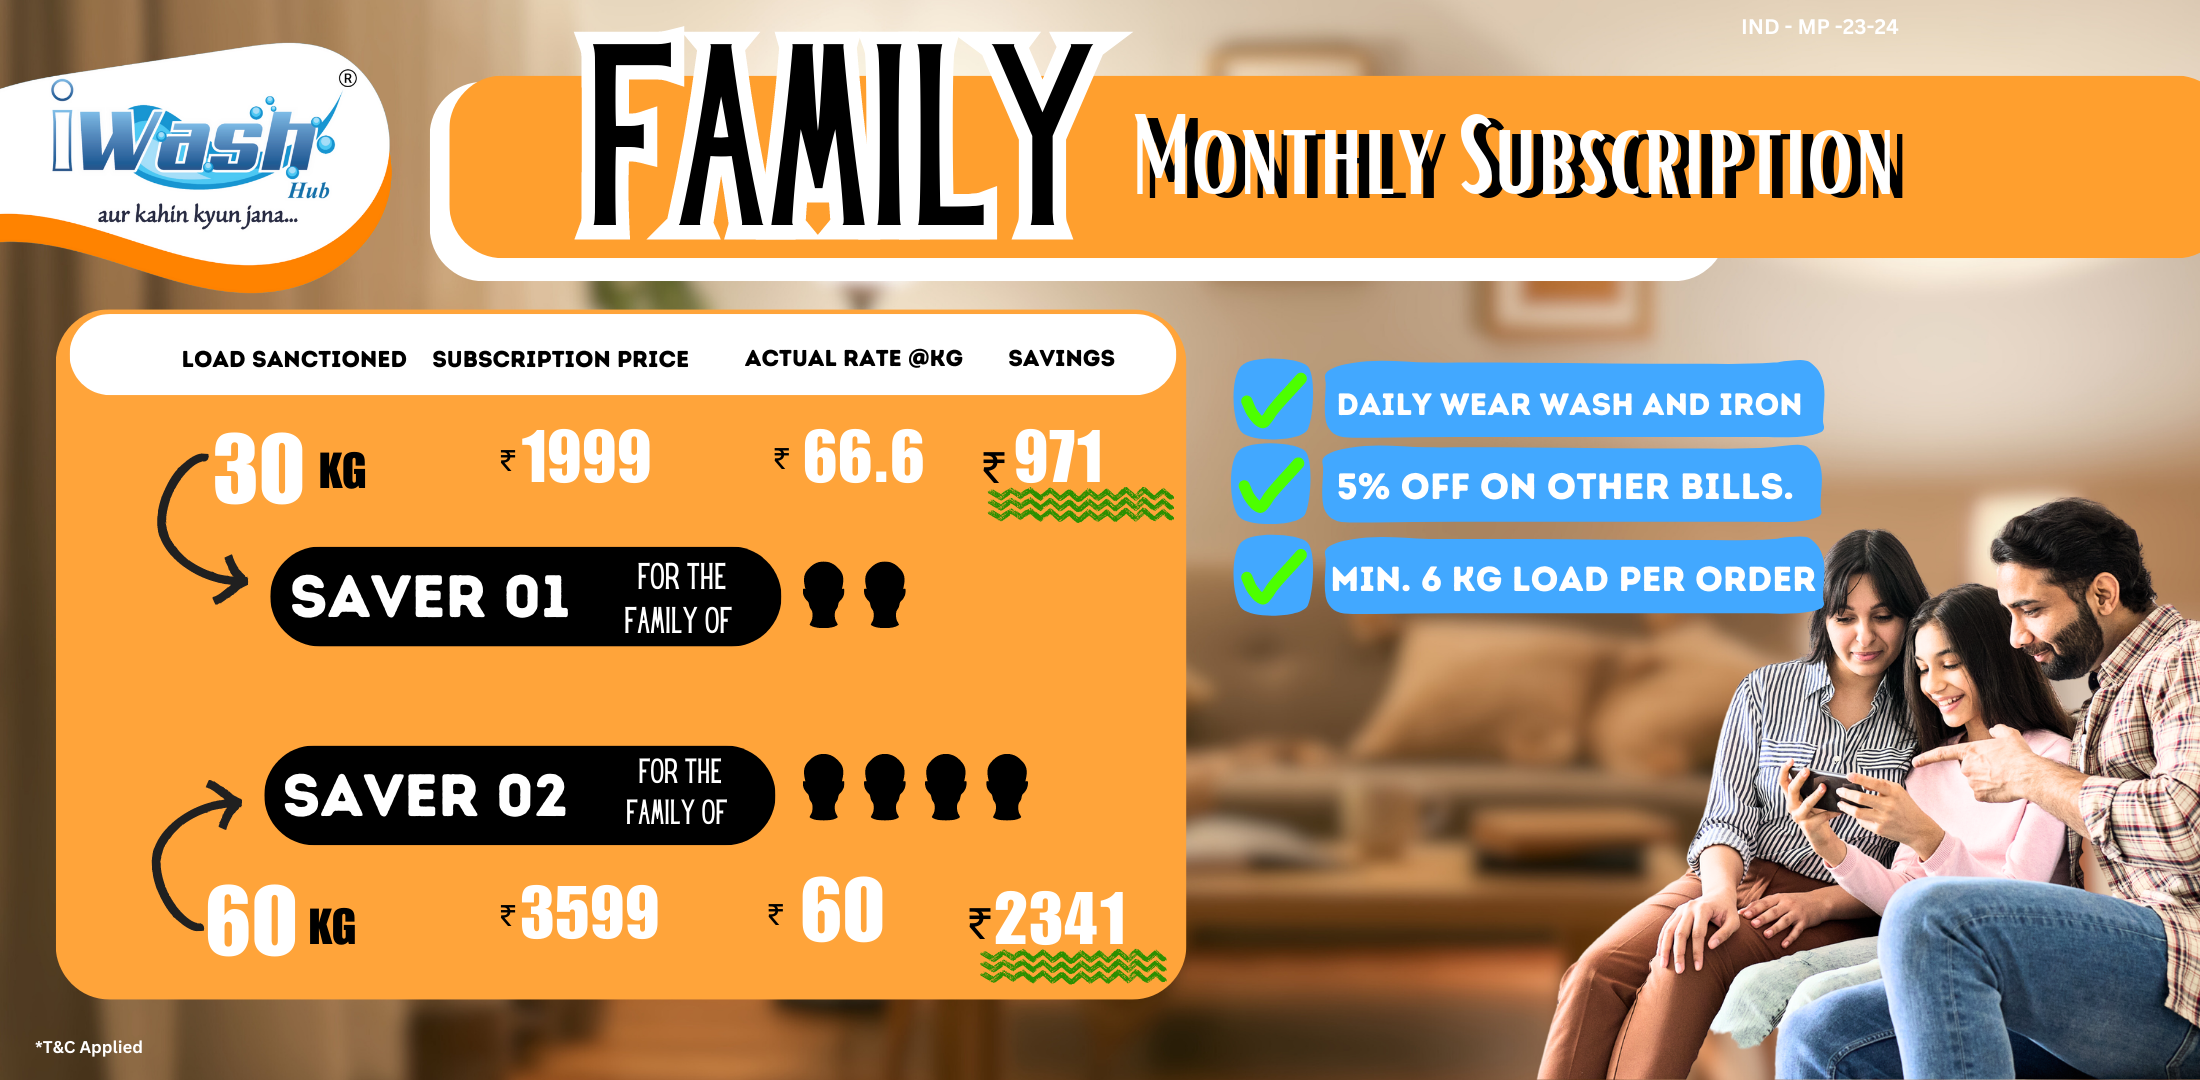 IND - MP -23-24
iWash®
Hub
aur kahin kyun jana...
FAMILY MONTHLY SUBSCRIPTION
LOAD SANCTIONED SUBSCRIPTION PRICE ACTUAL RATE @KG SAVINGS
30 KG ₹1999 ₹ 66.6 ₹971
SAVER 01 FOR THE
FAMILY OF
SAVER 02 FOR THE
FAMILY OF
60 KG ₹3599 ₹ 60 ₹2341
DAILY WEAR WASH AND IRON
5% OFF ON OTHER BILLS.
MIN. 6 KG LOAD PER ORDER
*T&C Applied